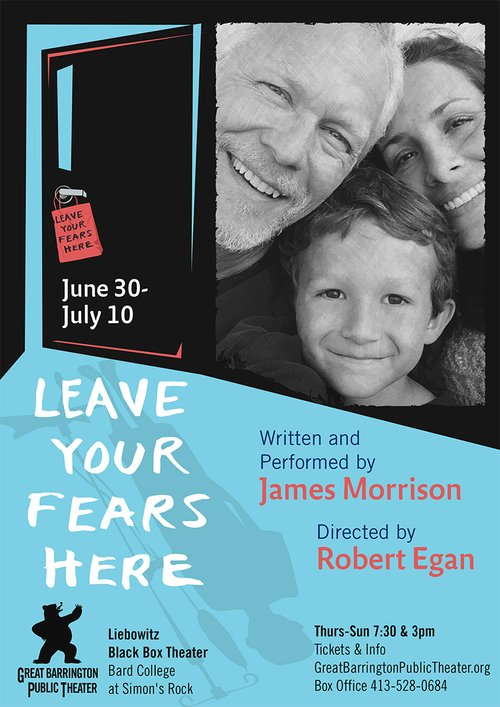 LEAVE
YOUR
FEARS
HERE
June 30-
July 10
LEAVE
YOUR
FEARS
HERE
Written and
Performed by
James Morrison
Directed by
Robert Egan
GREAT BARRINGTON
PUBLIC THEATER
Liebowitz
Black Box Theater
Bard College
at Simon's Rock
Thurs-Sun 7:30 & 3pm
Tickets & Info
GreatBarringtonPublicTheater.org
Box Office 413-528-0684